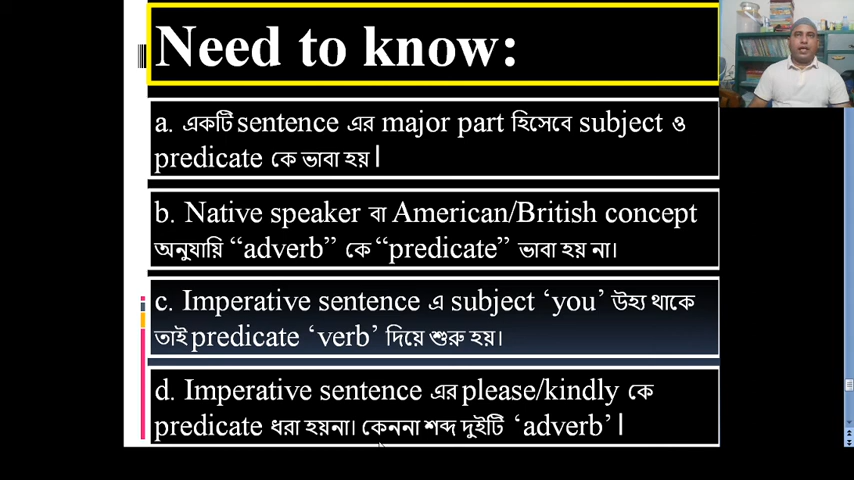 Need to know:
a. একটি sentence এর major part হিসেবে subject ও
predicate কে ভাবা হয়|
b. Native speaker বা American/British concept
অনুযায়ি “adverb” কে “predicate” ভাবা হয় না।
c. Imperative sentence এ subject ‘you’ উহ্য থাকে
তাই predicate ‘verb’ দিয়ে শুরু হয়।
d. Imperative sentence এর please/kindly কে
predicate ধরা হয়না। কেননা শব্দ দুইটি ‘adverb’|